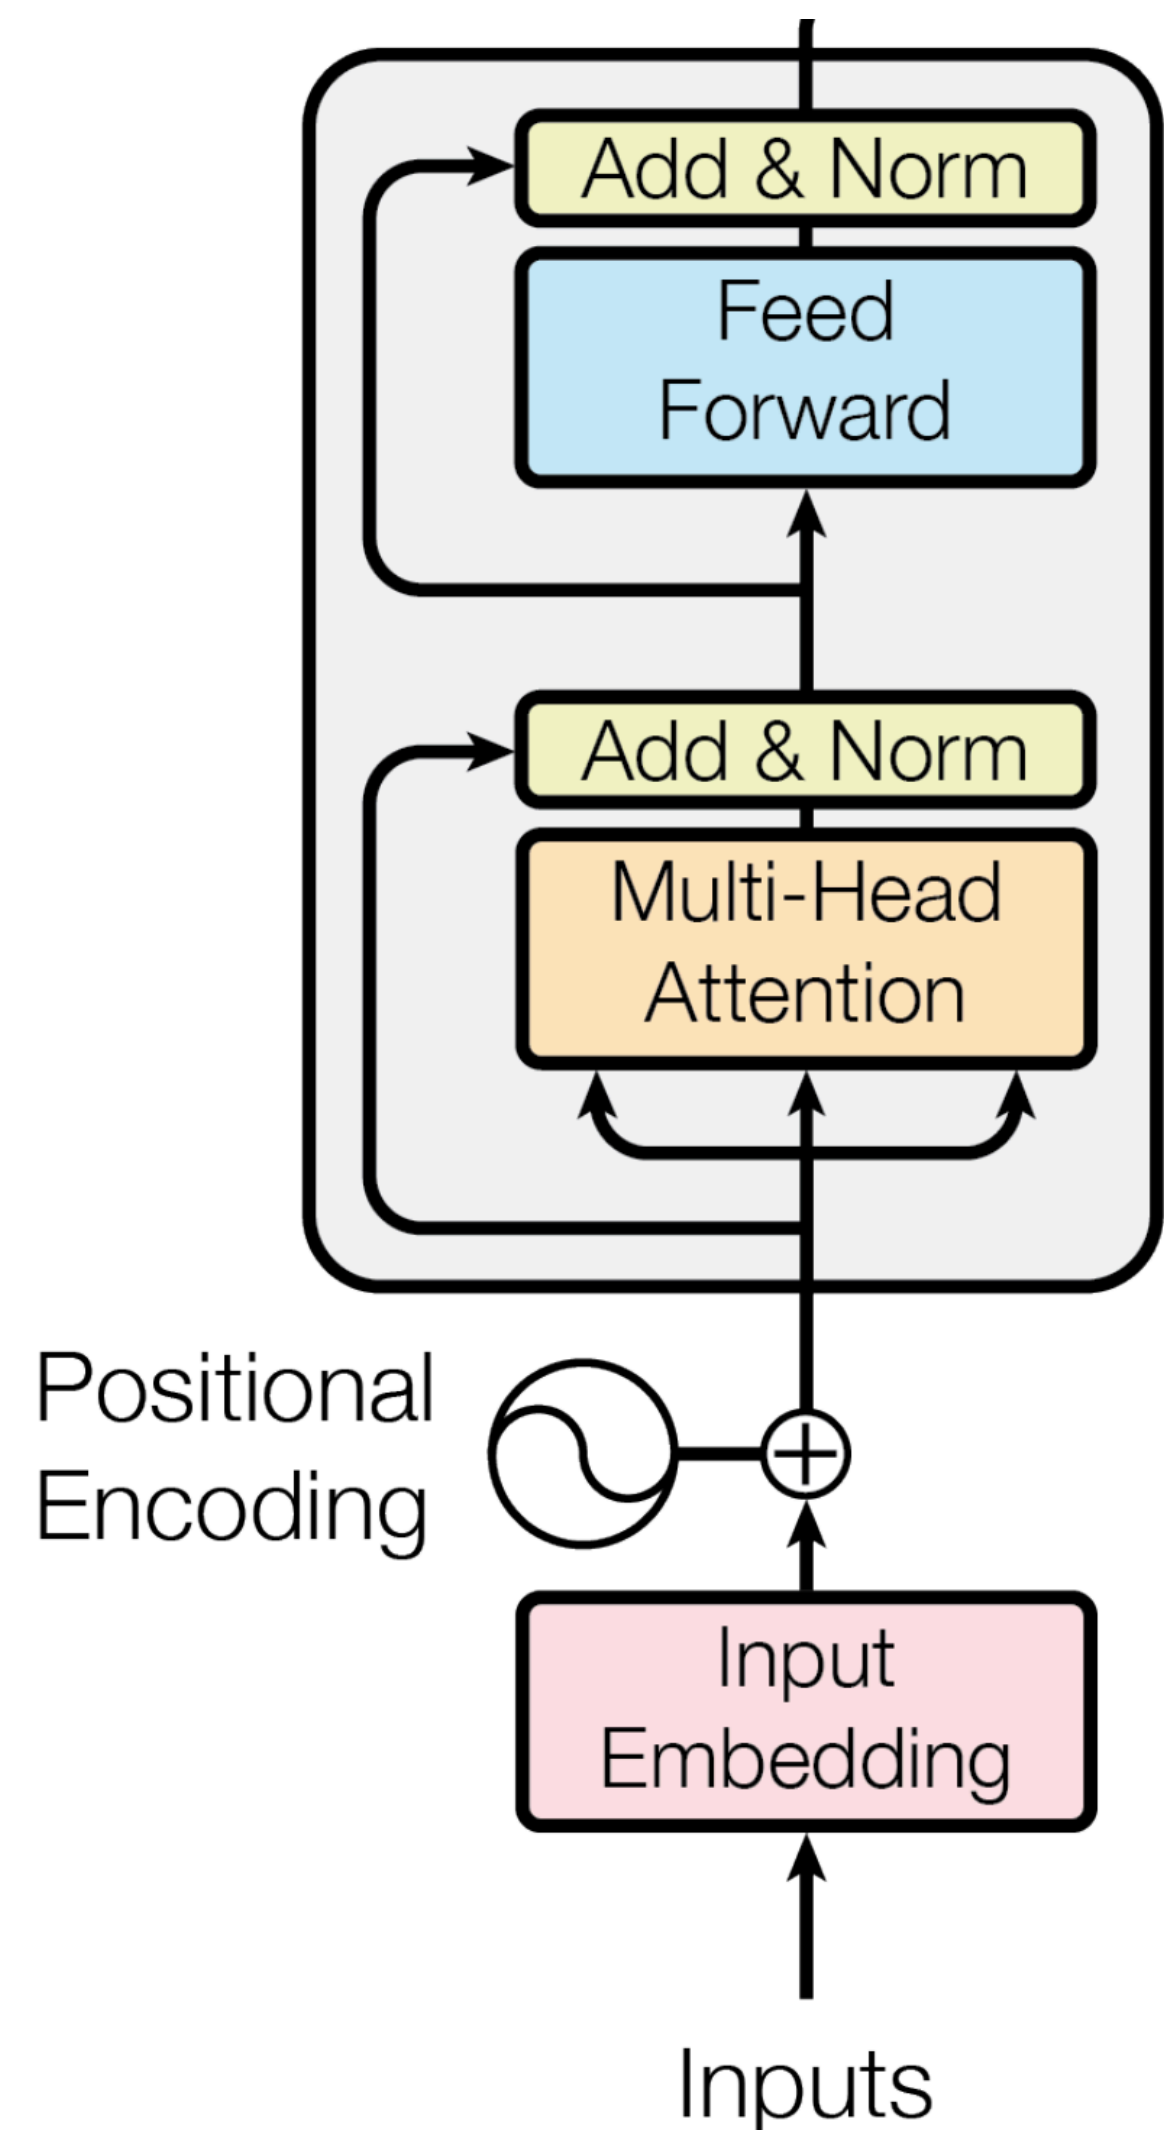 Add & Norm
Feed
Forward
Add & Norm
Multi-Head
Attention
Positional
Encoding
Input
Embedding
Inputs